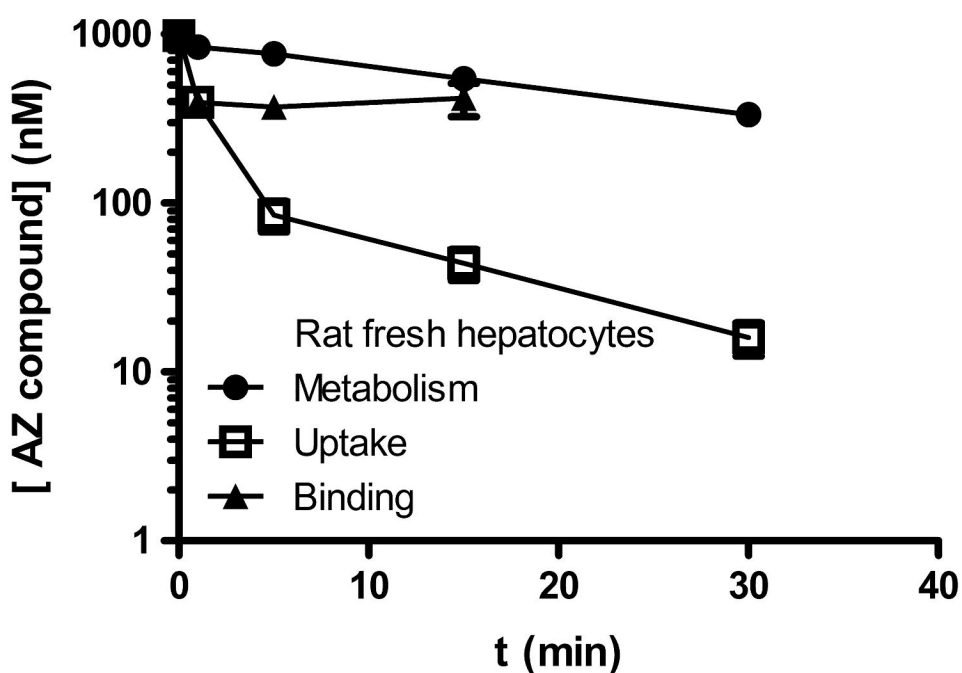 [ AZ compound] (nM)
1000
100
10
1
Rat fresh hepatocytes
Metabolism
Uptake
Binding
0 10 20 30 40
t (min)